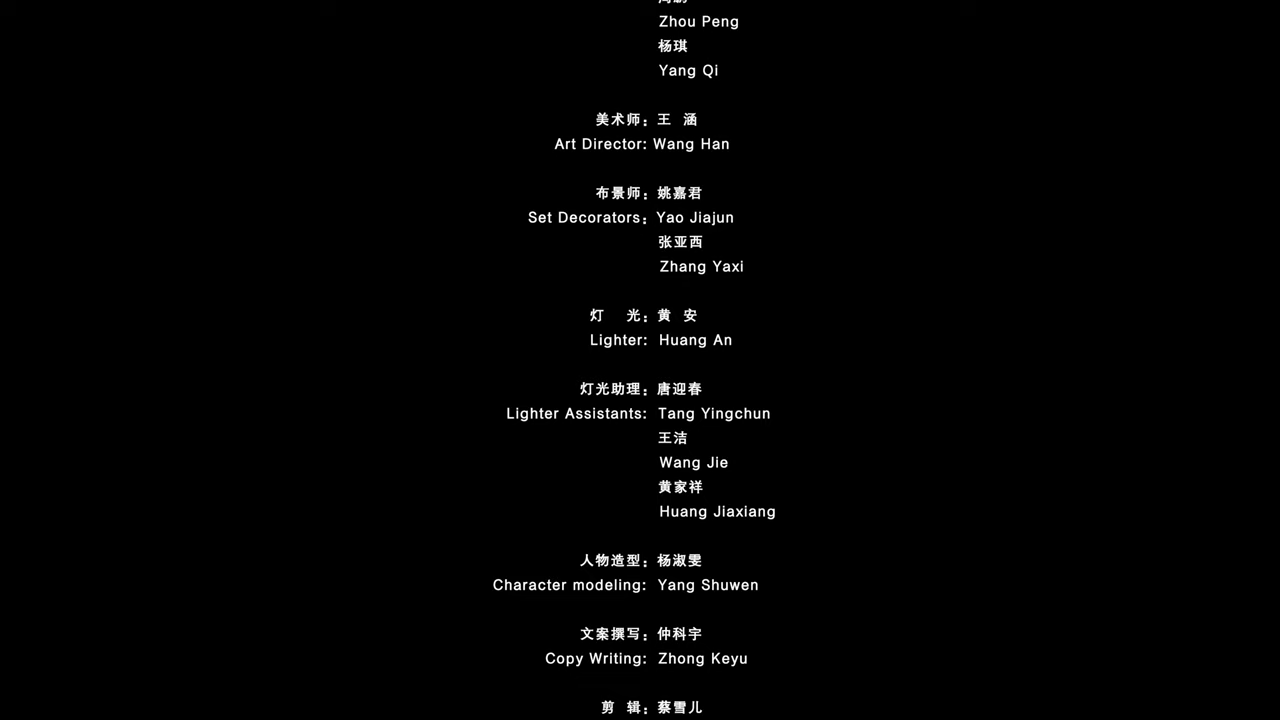 Zhou Peng
杨琪
Yang Qi
美术师：王 涵
Art Director: Wang Han
布景师：姚嘉君
Set Decorators：Yao Jiajun
张亚西
Zhang Yaxi
灯 光：黄 安
Lighter: Huang An
灯光助理：唐迎春
Lighter Assistants: Tang Yingchun
王洁
Wang Jie
黄家祥
Huang Jiaxiang
人物造型：杨淑雯
Character modeling: Yang Shuwen
文案撰写：仲科宇
Copy Writing: Zhong Keyu
剪 辑：蔡雪儿